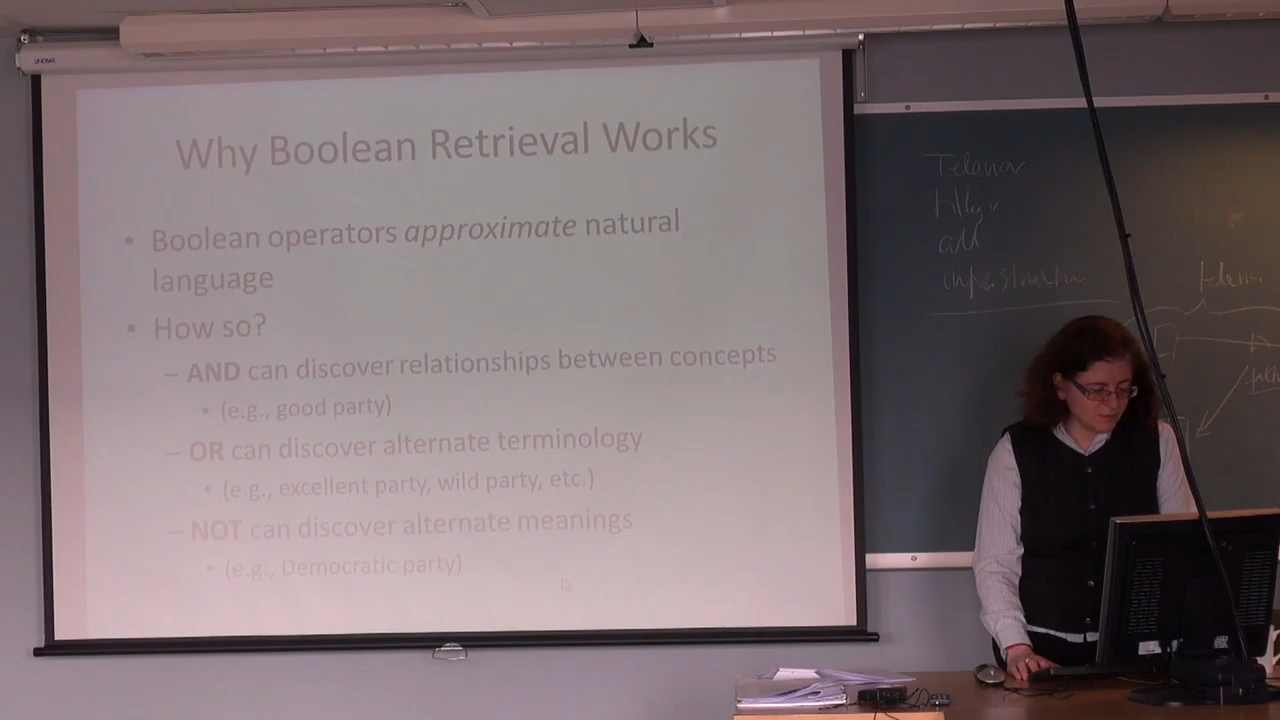 Why Boolean Retrieval Works
• Boolean operators approximate natural
language
• How so?
– AND can discover relationships between concepts
• (e.g., good party)
– OR can discover alternate terminology
• (e.g., excellent party, wild party, etc.)
– NOT can discover alternate meanings
• (e.g., Democratic party)
Telenor
all